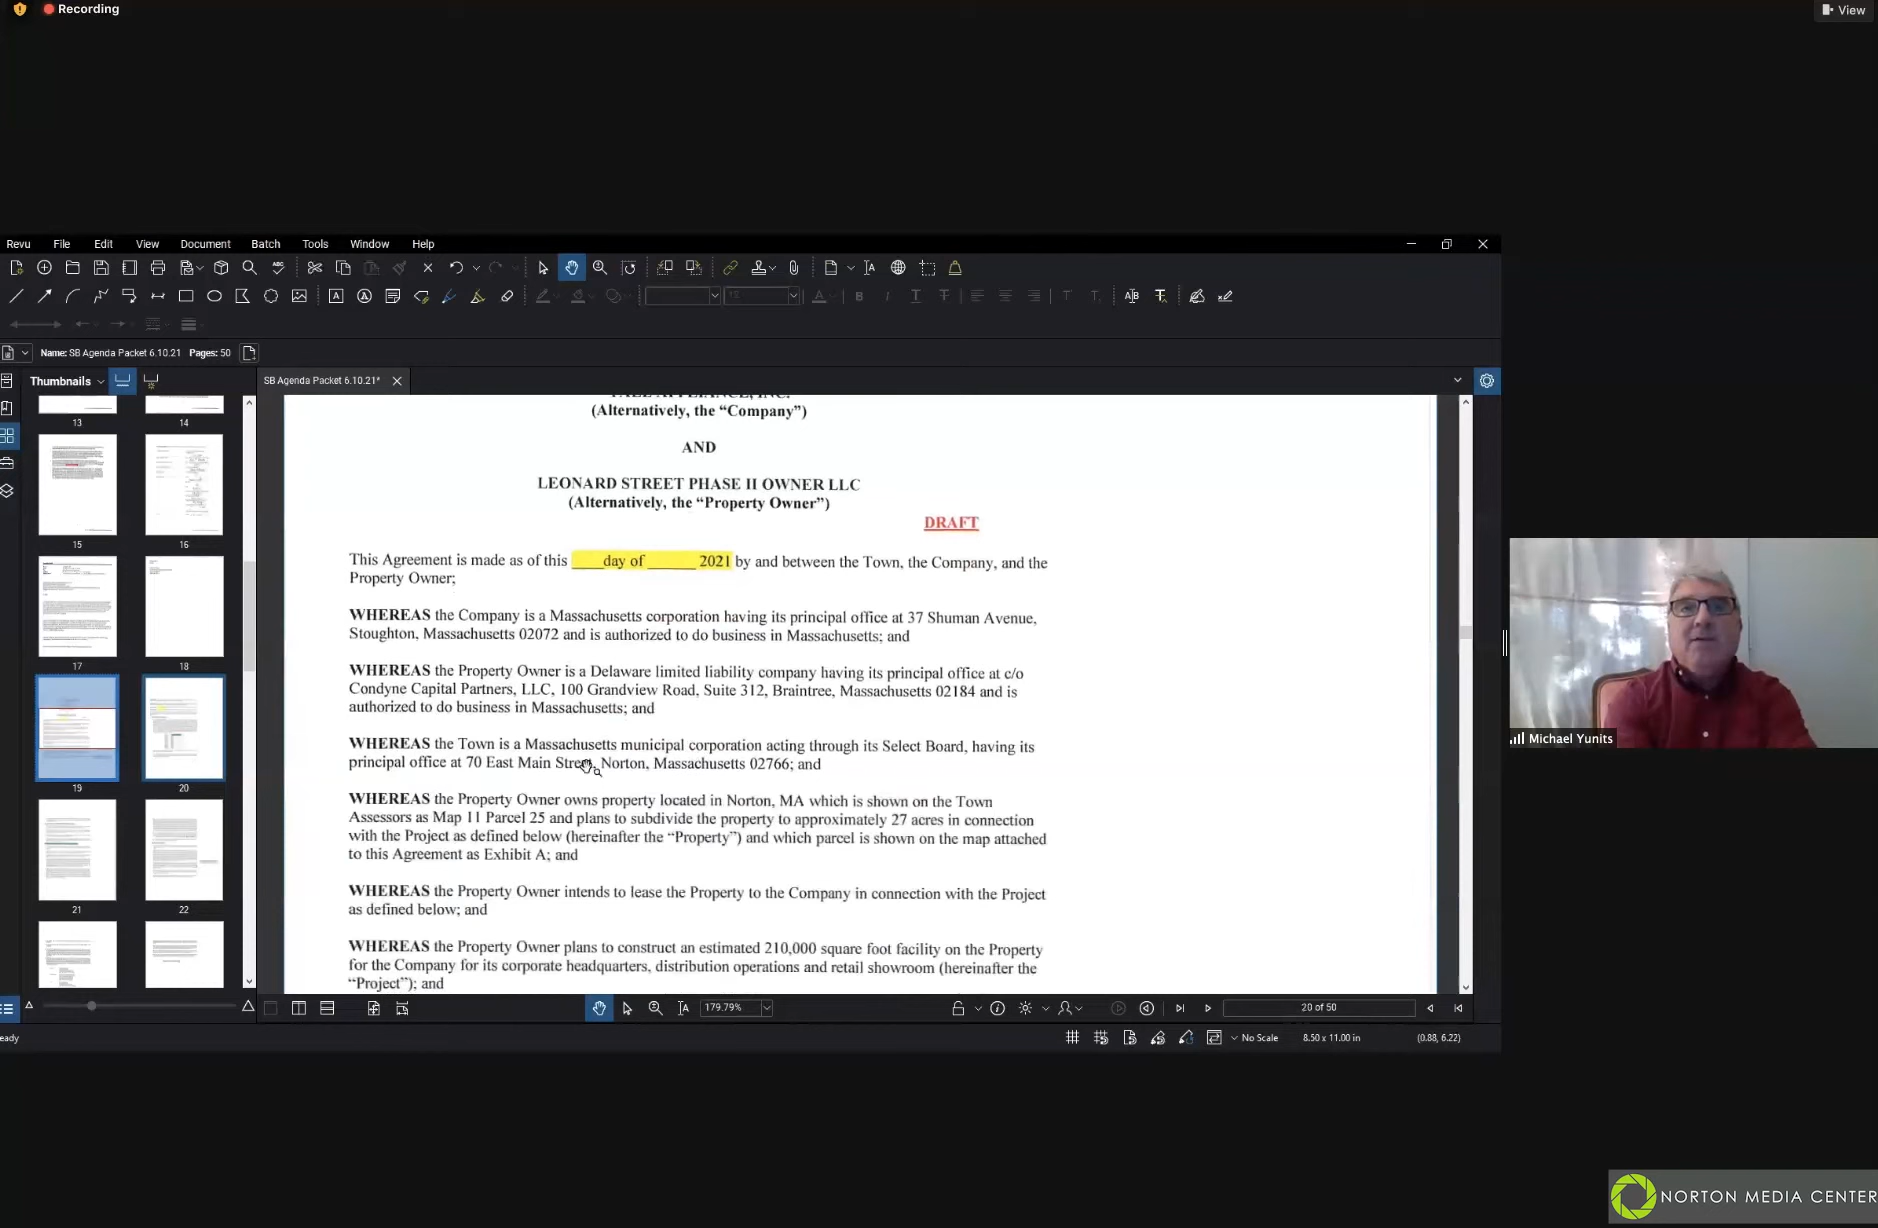 Recording
View
Revu File Edit View Document Batch Tools Window Help
Name: SB Agenda Packet 6.10.21 Pages: 50
Thumbnails
SB Agenda Packet 6.10.21*
13 14
15 16
17 18
19 20
21 22
(Alternatively, the “Company”)
AND
LEONARD STREET PHASE II OWNER LLC
(Alternatively, the “Property Owner”)
DRAFT
This Agreement is made as of this ____day of ______ 2021 by and between the Town, the Company, and the
Property Owner;
WHEREAS the Company is a Massachusetts corporation having its principal office at 37 Shuman Avenue,
Stoughton, Massachusetts 02072 and is authorized to do business in Massachusetts; and
WHEREAS the Property Owner is a Delaware limited liability company having its principal office at c/o
Condyne Capital Partners, LLC, 100 Grandview Road, Suite 312, Braintree, Massachusetts 02184 and is
authorized to do business in Massachusetts; and
WHEREAS the Town is a Massachusetts municipal corporation acting through its Select Board, having its
principal office at 70 East Main Street, Norton, Massachusetts 02766; and
WHEREAS the Property Owner owns property located in Norton, MA which is shown on the Town
Assessors as Map 11 Parcel 25 and plans to subdivide the property to approximately 27 acres in connection
with the Project as defined below (hereinafter the “Property”) and which parcel is shown on the map attached
to this Agreement as Exhibit A; and
WHEREAS the Property Owner intends to lease the Property to the Company in connection with the Project
as defined below; and
WHEREAS the Property Owner plans to construct an estimated 210,000 square foot facility on the Property
for the Company for its corporate headquarters, distribution operations and retail showroom (hereinafter the
“Project”); and
179.79%
20 of 50
eady
No Scale
8.50 x 11.00 in
(0.88, 6.22)
Michael Yunits
NORTON MEDIA CENTER